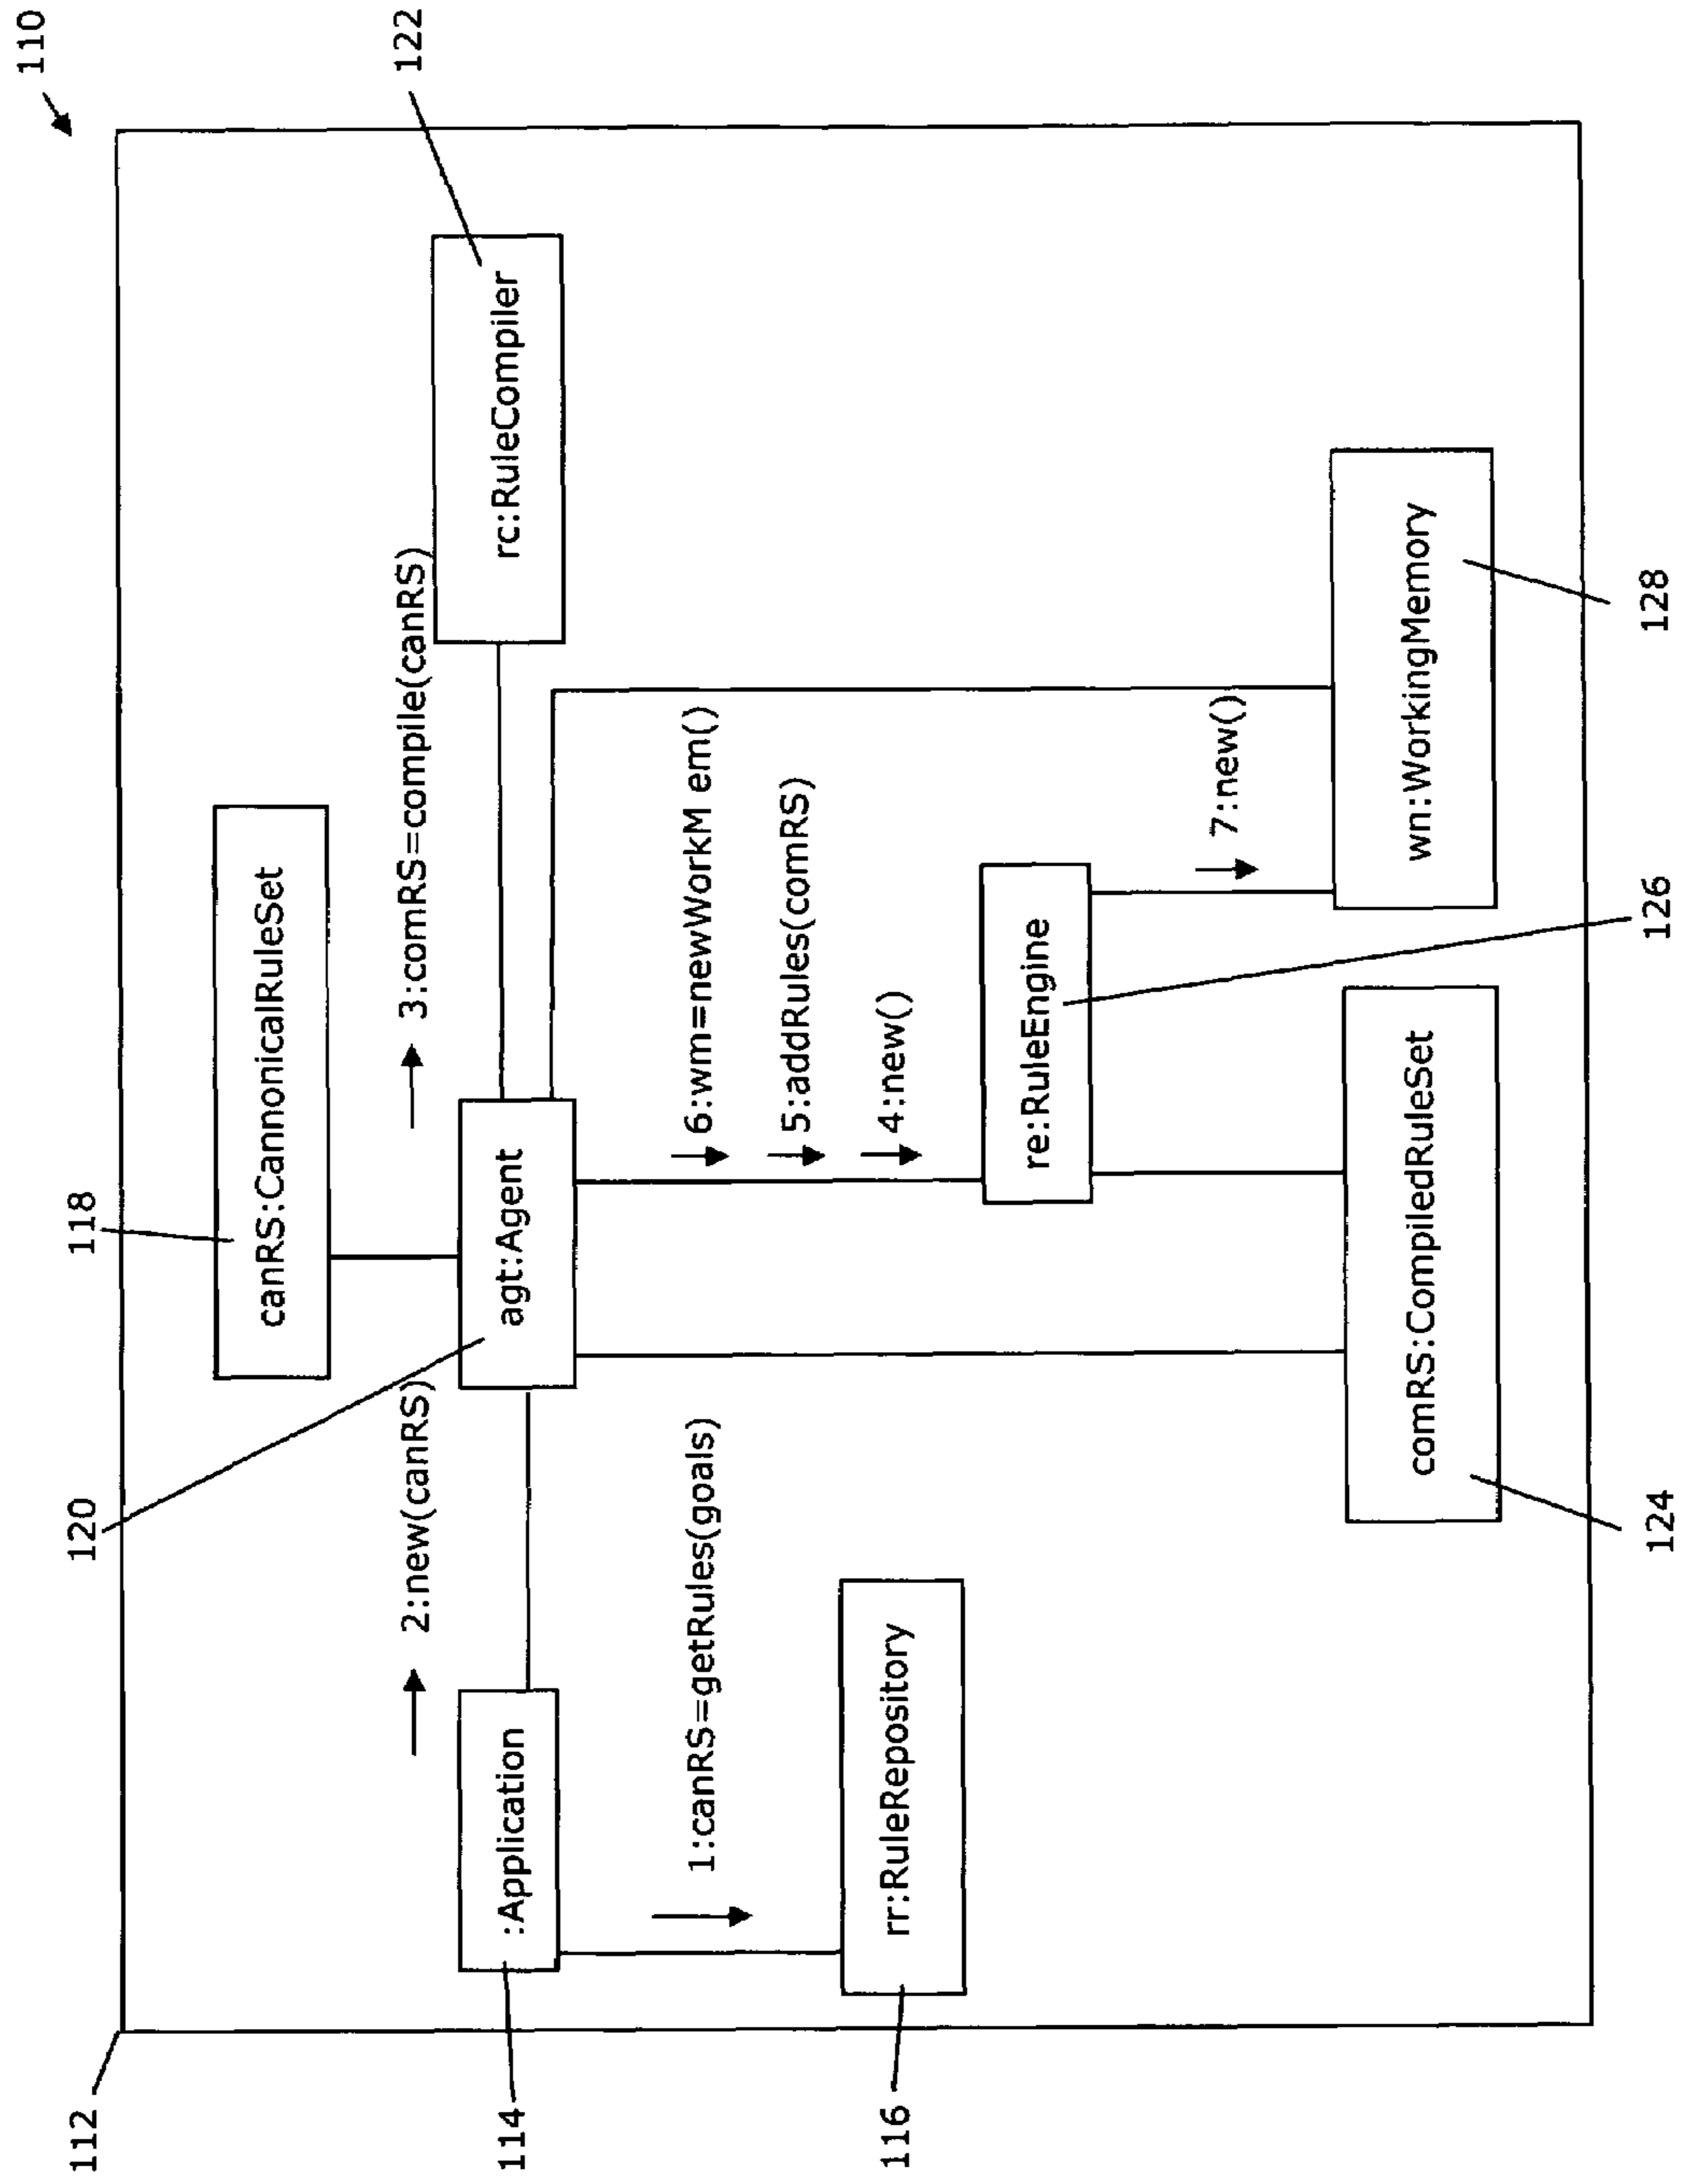 110
112
118
canRS:CannonicalRuleSet
120
122
2:new(canRS)
3:comRS=compile(canRS)
114
:Application
agt:Agent
rc:RuleCompiler
1:canRS=getRules(goals)
6:wm=newWorkM em()
5:addRules(comRS)
4:new()
116
rr:RuleRepository
re:RuleEngine
7:new()
comRS:CompiledRuleSet
wn:WorkingMemory
124
126
128